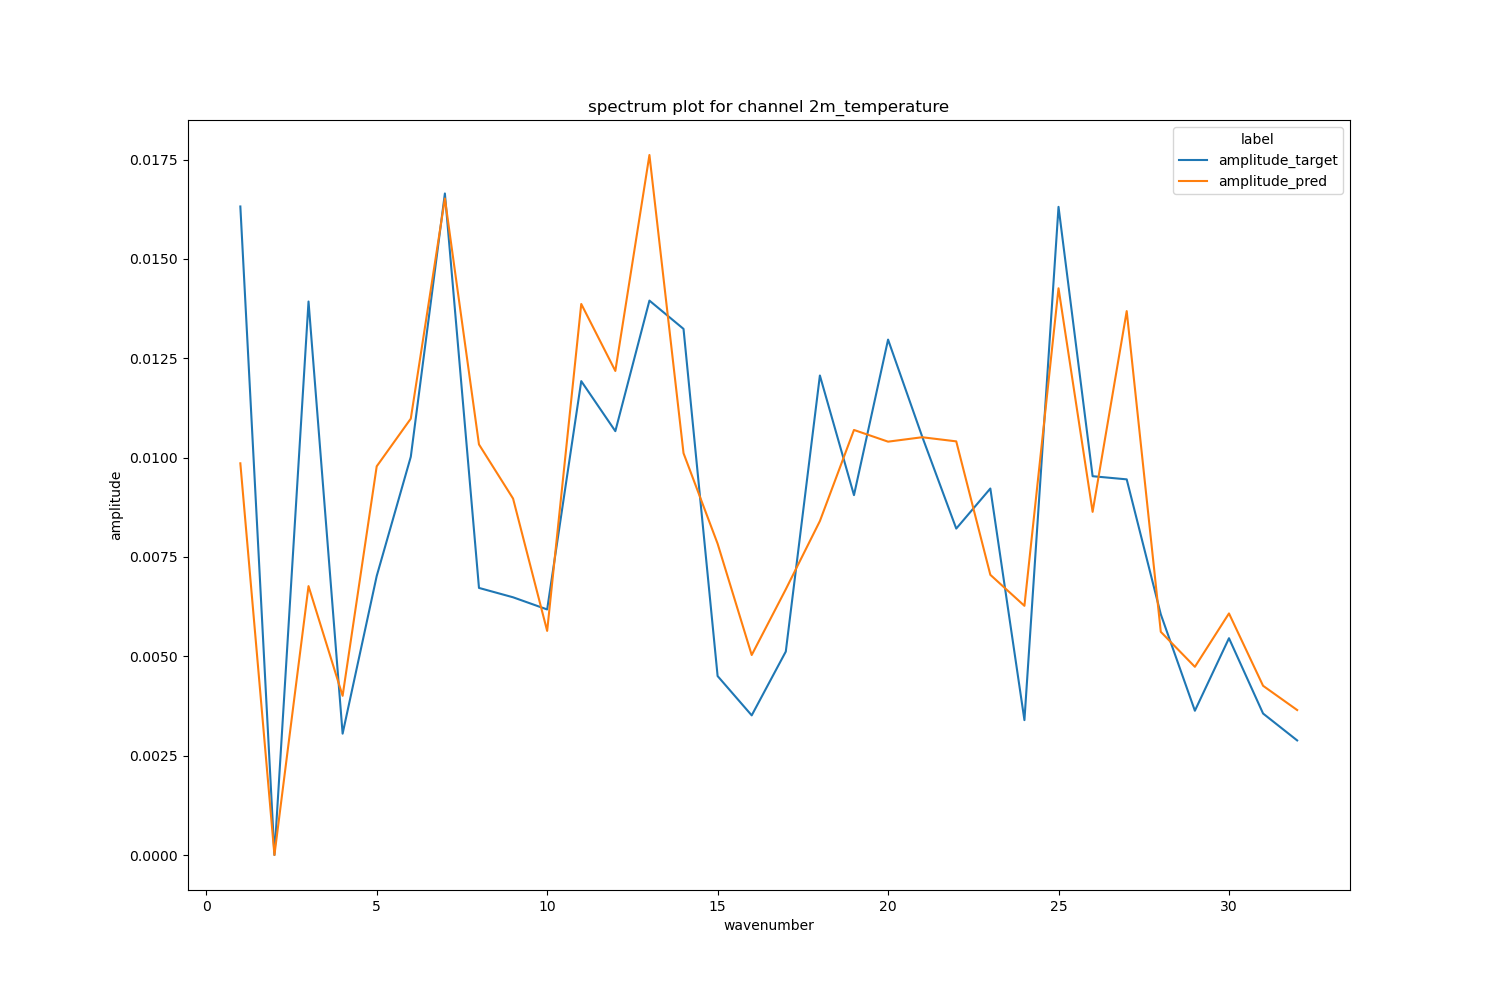 spectrum plot for channel 2m_temperature
label
amplitude_target
amplitude_pred
0.0175
0.0150
0.0125
0.0100
0.0075
0.0050
0.0025
0.0000
amplitude
0 5 10 15 20 25 30
wavenumber